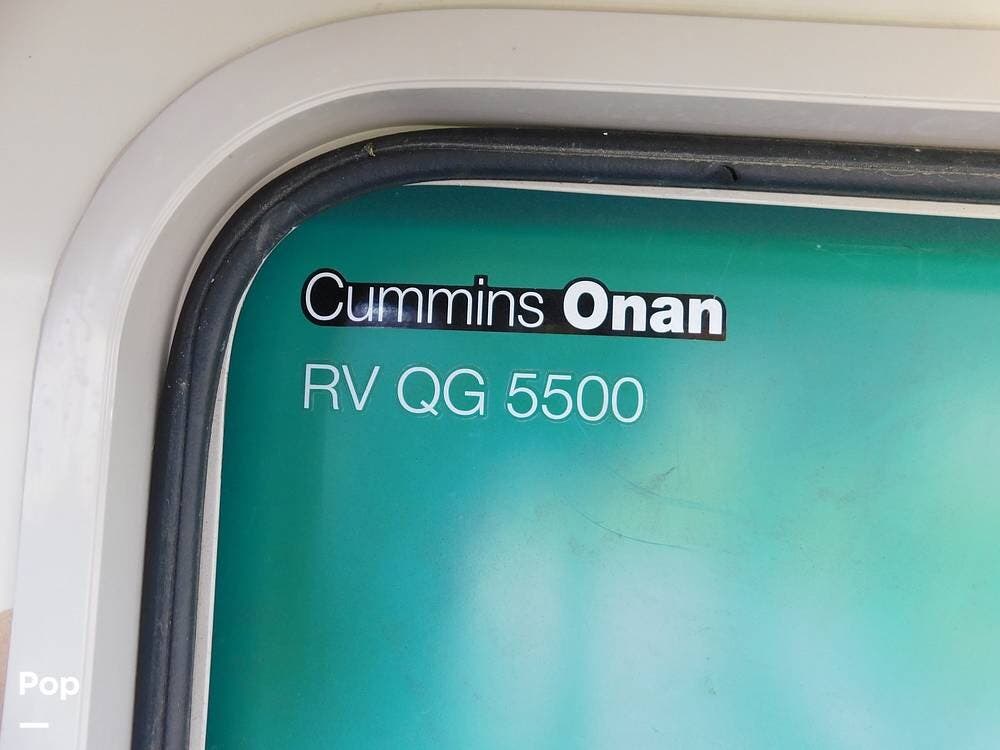 Cummins Onan
RV QG 5500
Pop